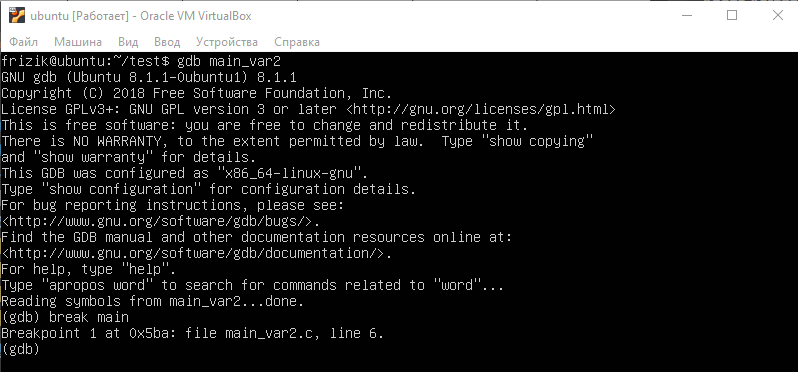 ubuntu [Работает] - Oracle VM VirtualBox
Файл Машина Вид Ввод Устройства Справка
frizik@ubuntu:~/test$ gdb main_var2
GNU gdb (Ubuntu 8.1.1-0ubuntu1) 8.1.1
Copyright (C) 2018 Free Software Foundation, Inc.
License GPLv3+: GNU GPL version 3 or later <http://gnu.org/licenses/gpl.html>
This is free software: you are free to change and redistribute it.
There is NO WARRANTY, to the extent permitted by law.  Type "show copying"
and "show warranty" for details.
This GDB was configured as "x86_64-linux-gnu".
Type "show configuration" for configuration details.
For bug reporting instructions, please see:
<http://www.gnu.org/software/gdb/bugs/>.
Find the GDB manual and other documentation resources online at:
<http://www.gnu.org/software/gdb/documentation/>.
For help, type "help".
Type "apropos word" to search for commands related to "word"...
Reading symbols from main_var2...done.
(gdb) break main
Breakpoint 1 at 0x5ba: file main_var2.c, line 6.
(gdb)